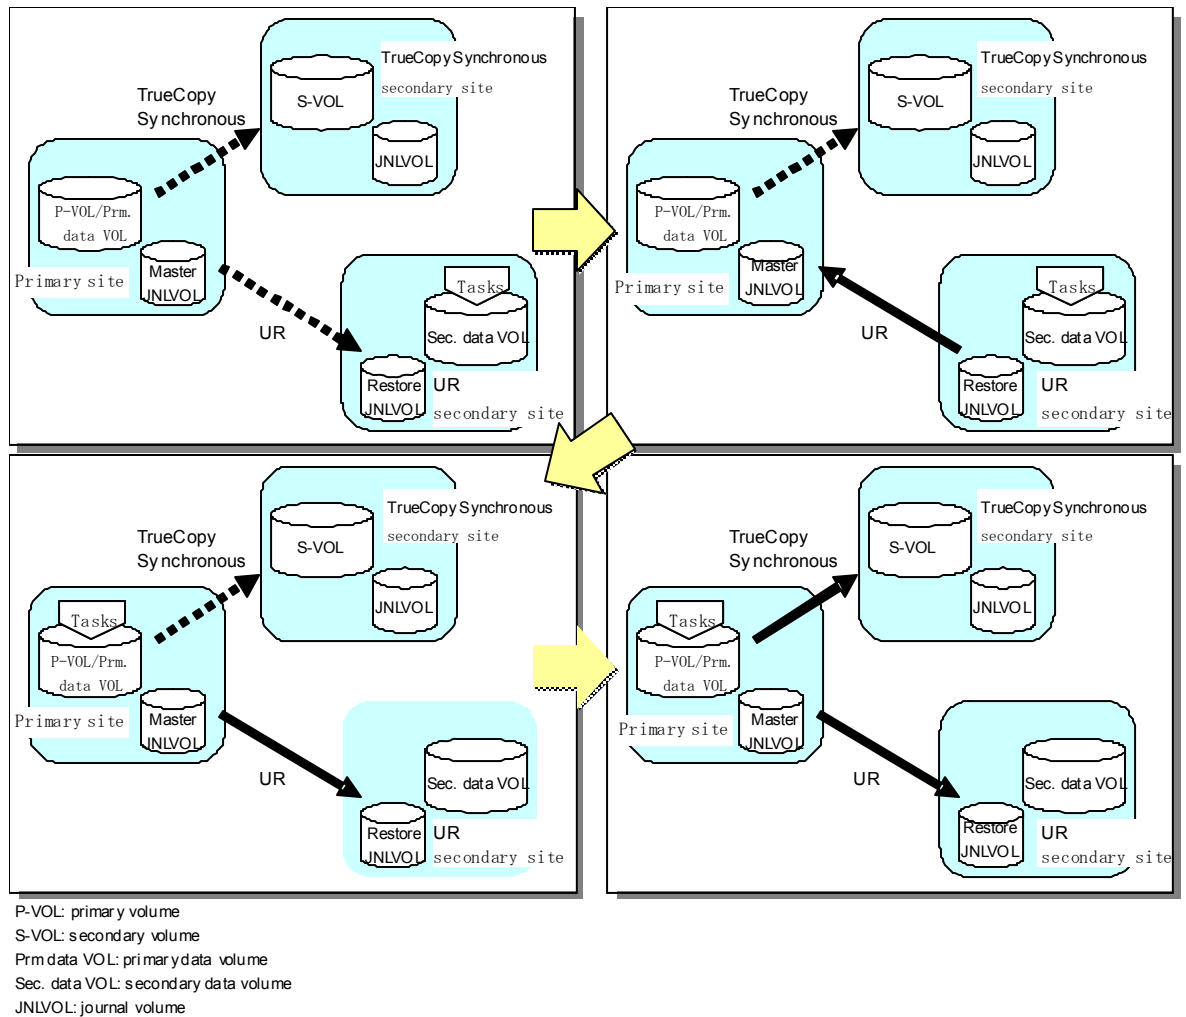 TrueCopy Synchronous
secondary site
S-VOL
JNLVOL
TrueCopy
Synchronous
P-VOL/Prm.
data VOL
Primary site
Master
JNLVOL
UR
Tasks
Sec. data VOL
Restore
JNLVOL
UR
secondary site
TrueCopy Synchronous
secondary site
S-VOL
JNLVOL
TrueCopy
Synchronous
P-VOL/Prm.
data VOL
Primary site
Master
JNLVOL
UR
Tasks
Sec. data VOL
Restore
JNLVOL
UR
secondary site
TrueCopy Synchronous
secondary site
S-VOL
JNLVOL
TrueCopy
Synchronous
Tasks
P-VOL/Prm.
data VOL
Primary site
Master
JNLVOL
UR
Sec. data VOL
Restore
JNLVOL
UR
secondary site
TrueCopy Synchronous
secondary site
S-VOL
JNLVOL
TrueCopy
Synchronous
Tasks
P-VOL/Prm.
data VOL
Primary site
Master
JNLVOL
UR
Sec. data VOL
Restore
JNLVOL
UR
secondary site
P-VOL: primary volume
S-VOL: secondary volume
Prm data VOL: primary data volume
Sec. data VOL: secondary data volume
JNLVOL: journal volume